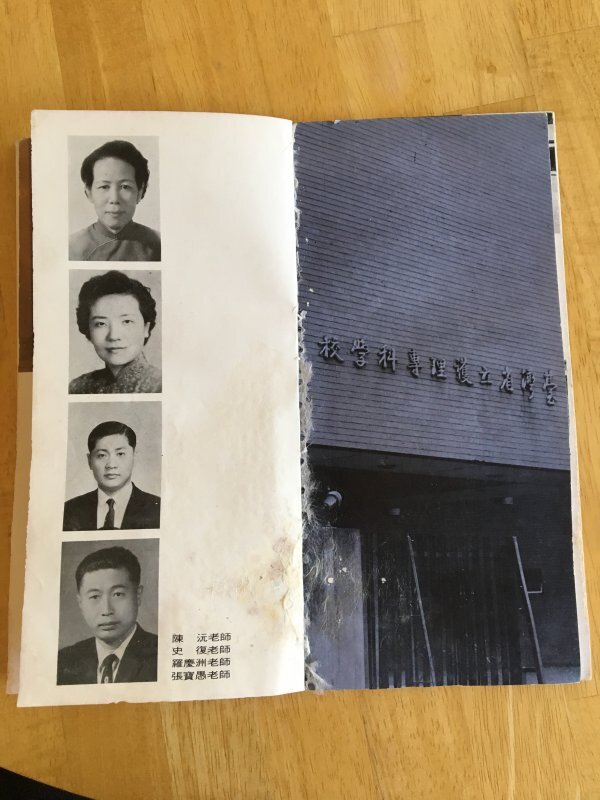 陳　沅老師
史　復老師
羅慶洲老師
張寶愚老師
臺灣省立護理專科學校